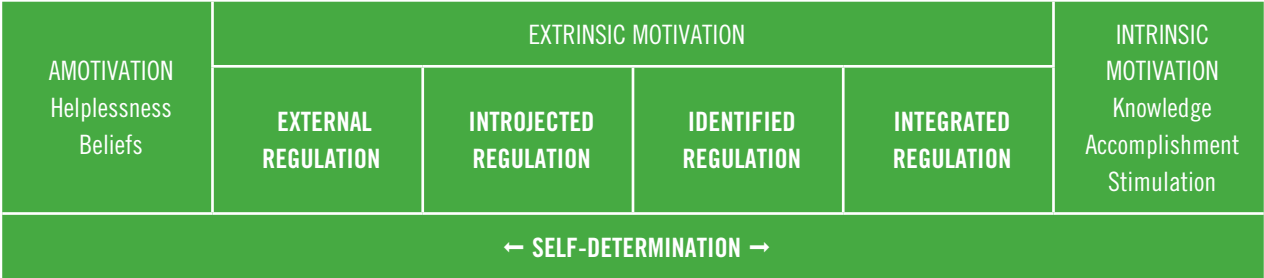 AMOTIVATION
Helplessness
Beliefs
EXTRINSIC MOTIVATION
EXTERNAL
REGULATION
INTROJECTED
REGULATION
IDENTIFIED
REGULATION
INTEGRATED
REGULATION
INTRINSIC
MOTIVATION
Knowledge
Accomplishment
Stimulation
← SELF-DETERMINATION →